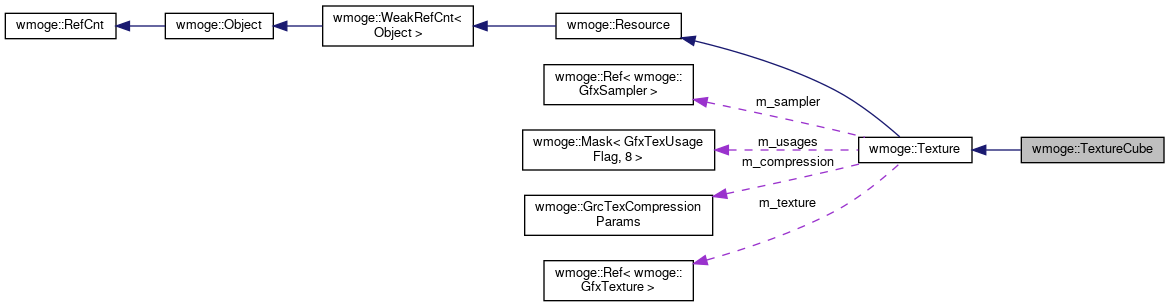 wmoge::RefCnt
wmoge::Object
wmoge::WeakRefCnt<
Object >
wmoge::Resource
wmoge::Ref< wmoge::
GfxSampler >
m_sampler
wmoge::Mask< GfxTexUsage
Flag, 8 >
m_usages
m_compression
wmoge::Texture
wmoge::TextureCube
wmoge::GrcTexCompression
Params
m_texture
wmoge::Ref< wmoge::
GfxTexture >